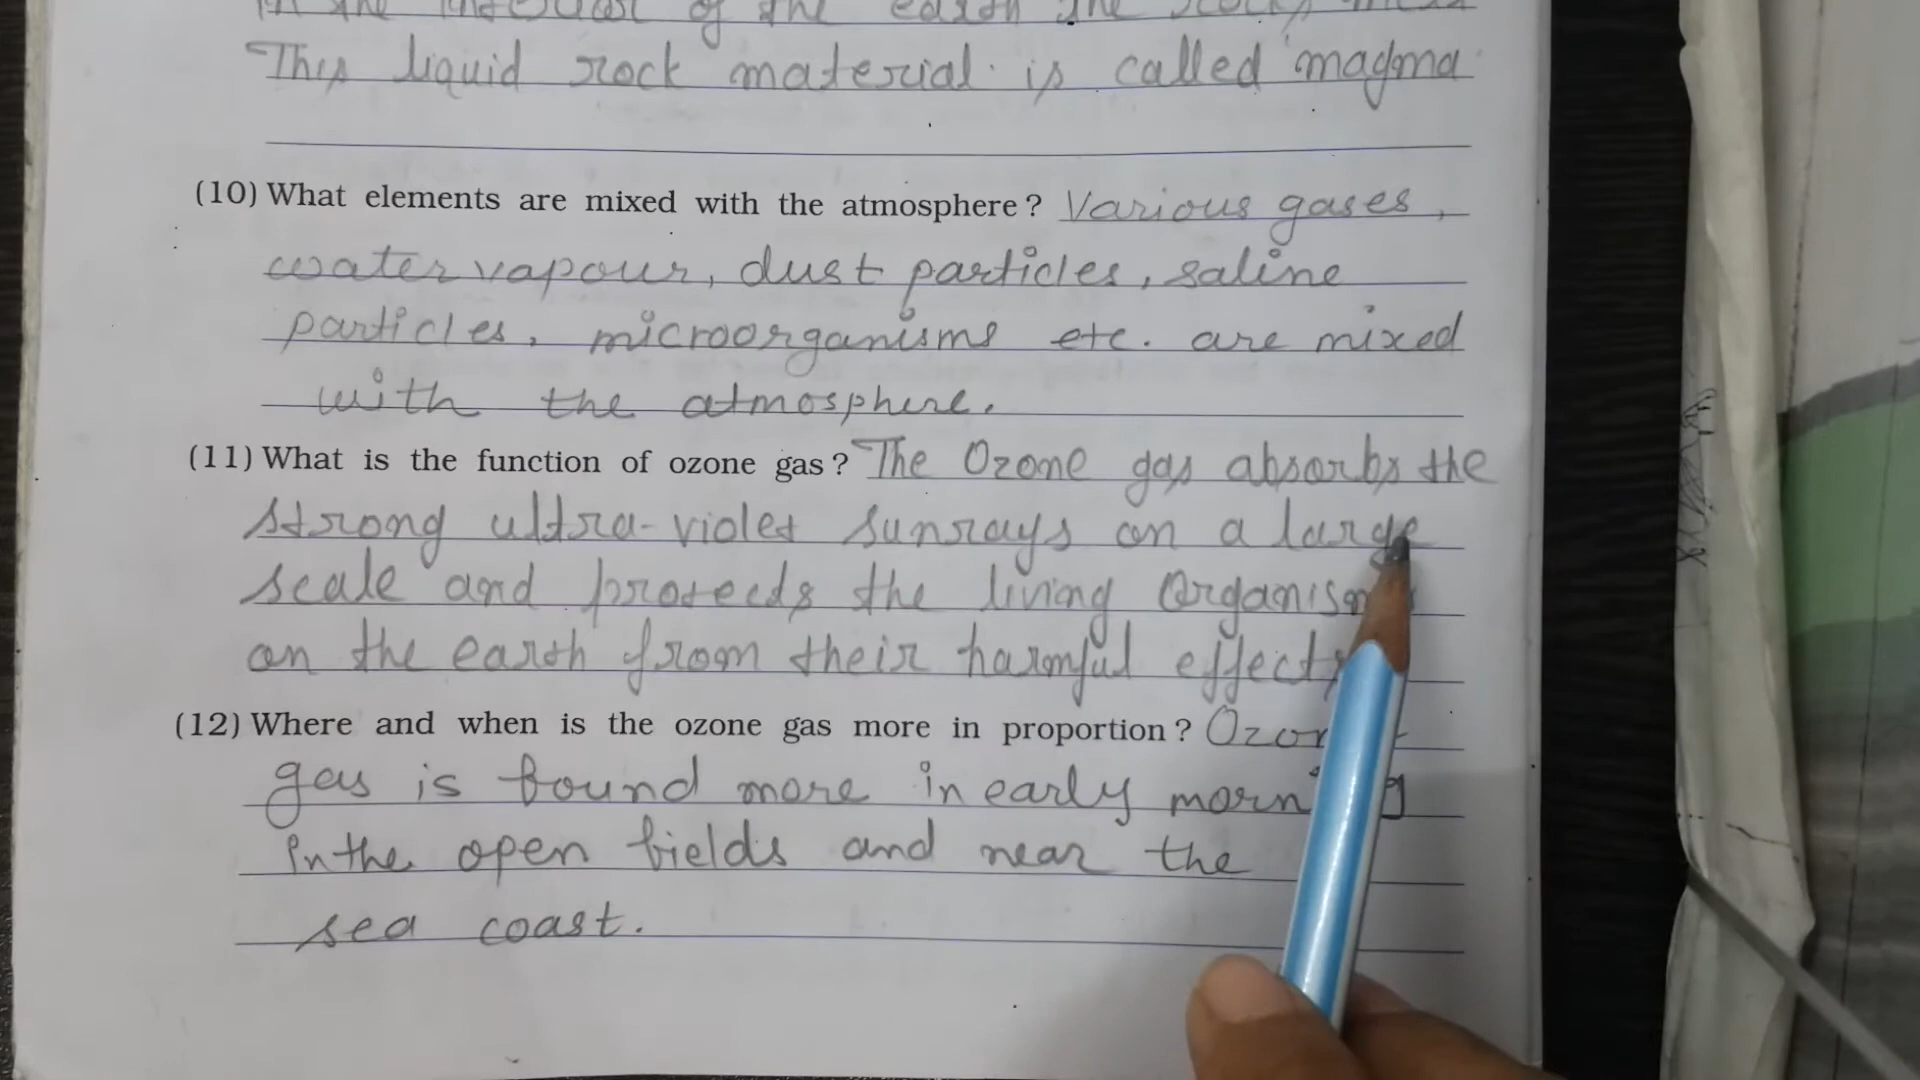 of the earth the
This liquid rock material is called 'magma'
(10) What elements are mixed with the atmosphere? Various gases,
water vapour, dust particles, saline
particles, microorganisms etc. are mixed
with the atmosphere.
(11) What is the function of ozone gas? The Ozone gas absorbs the
strong ultra-violet sunrays on a large
scale and protects the living Organisms
on the earth from their harmful effects
(12) Where and when is the ozone gas more in proportion? Ozone
gas is found more in early morning
in the open fields and near the
sea coast.